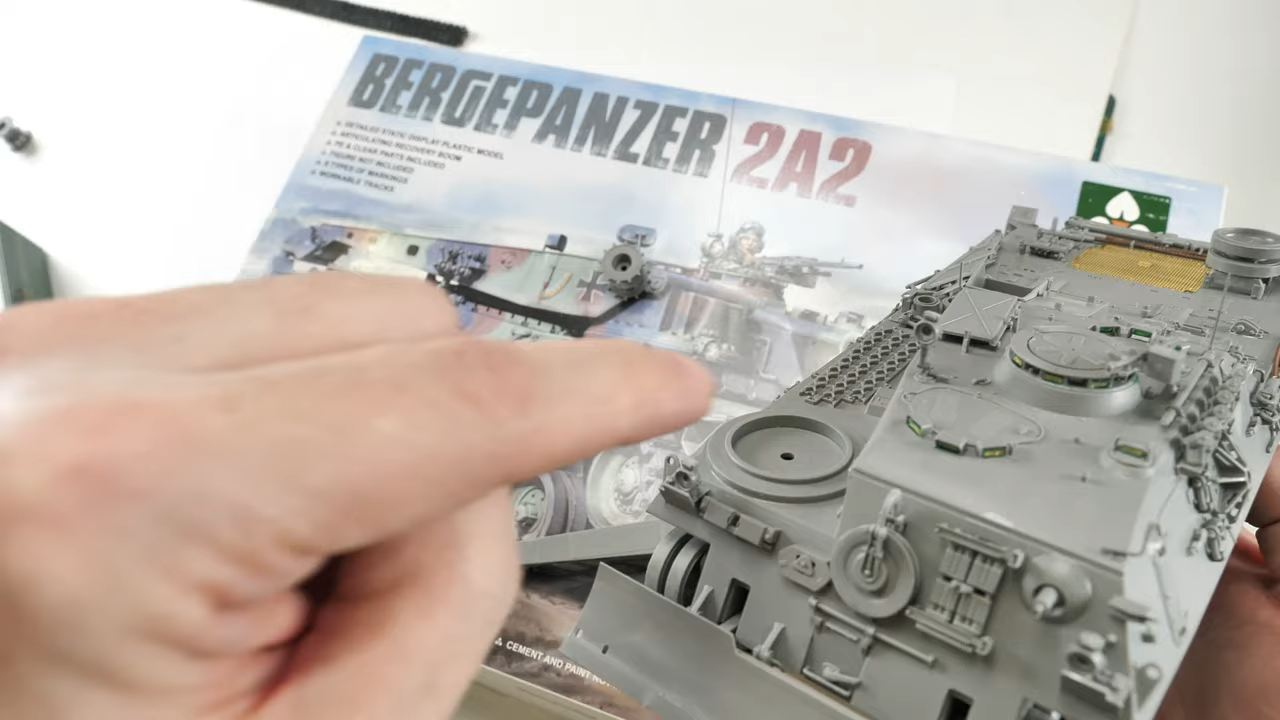 BERGEPANZER 2A2
DETAILED STATIC DISPLAY PLASTIC MODEL
ARTICULATING RECOVERY BOOM
PE & CLEAR PARTS INCLUDED
FIGURE NOT INCLUDED
TYPES OF MARKINGS
WORKABLE TRACKS
CEMENT AND PAINT